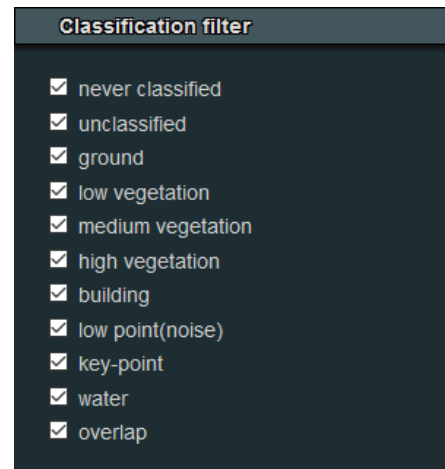 Classification filter
never classified
unclassified
ground
low vegetation
medium vegetation
high vegetation
building
low point(noise)
key-point
water
overlap